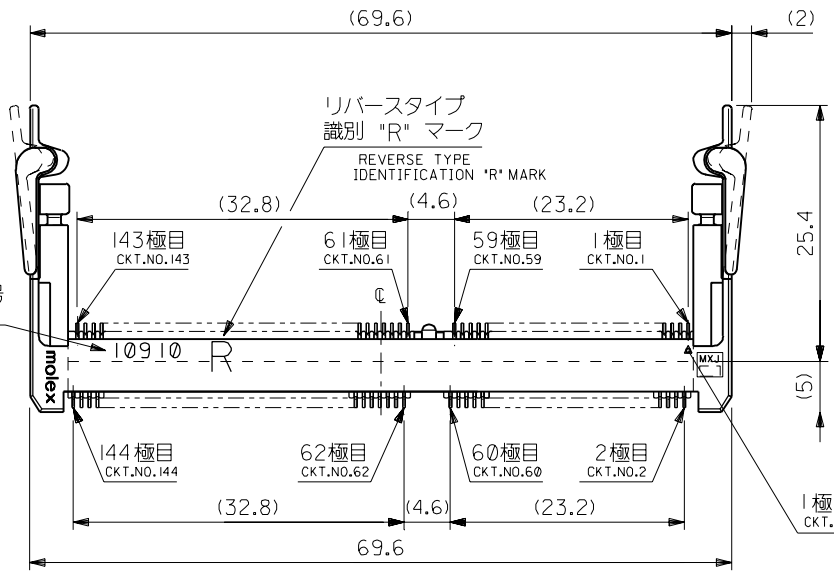 (69.6)
(2)
リバースタイプ
識別 "R" マーク
REVERSE TYPE
IDENTIFICATION "R" MARK
(32.8)
(4.6)
(23.2)
25.4
143極目
CKT.NO.143
61極目
CKT.NO.61
59極目
CKT.NO.59
1極目
CKT.NO.1
℄
10910
R
molex
MXJ
(5)
144極目
CKT.NO.144
62極目
CKT.NO.62
60極目
CKT.NO.60
2極目
CKT.NO.2
1極
CKT.
(32.8)
(4.6)
(23.2)
69.6